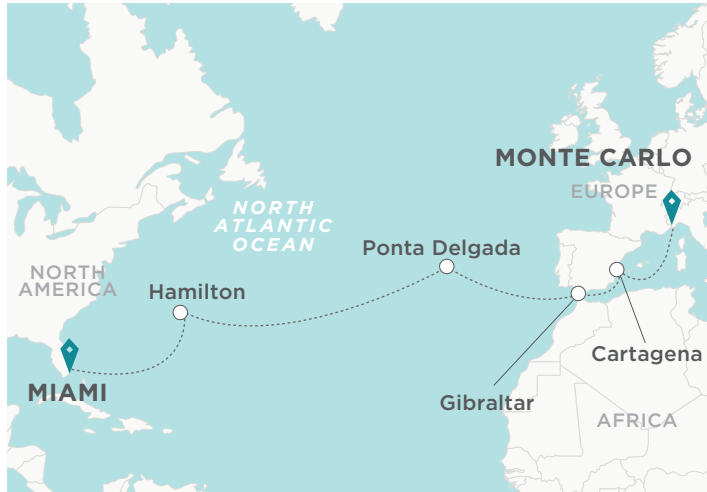 MONTE CARLO
EUROPE
NORTH
ATLANTIC
OCEAN
Ponta Delgada
NORTH
AMERICA
Hamilton
Cartagena
MIAMI
Gibraltar
AFRICA